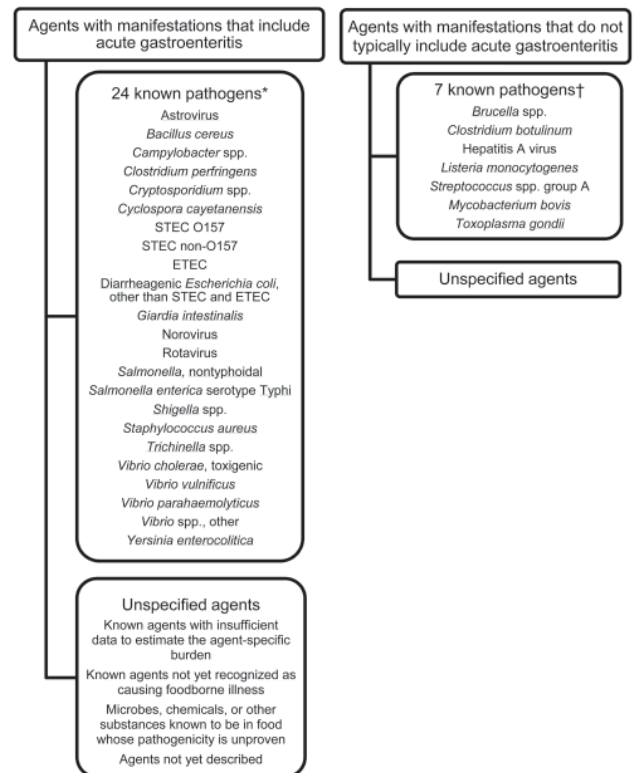 Agents with manifestations that include
acute gastroenteritis
24 known pathogens*
Astrovirus
Bacillus cereus
Campylobacter spp.
Clostridium perfringens
Cryptosporidium spp.
Cyclospora cayetanensis
STEC O157
STEC non-O157
ETEC
Diarrheagenic Escherichia coli,
other than STEC and ETEC
Giardia intestinalis
Norovirus
Rotavirus
Salmonella, nontyphoidal
Salmonella enterica serotype Typhi
Shigella spp.
Staphylococcus aureus
Trichinella spp.
Vibrio cholerae, toxigenic
Vibrio vulnificus
Vibrio parahaemolyticus
Vibrio spp., other
Yersinia enterocolitica
Unspecified agents
Known agents with insufficient
data to estimate the agent-specific
burden
Known agents not yet recognized as
causing foodborne illness
Microbes, chemicals, or other
substances known to be in food
whose pathogenicity is unproven
Agents not yet described
Agents with manifestations that do not
typically include acute gastroenteritis
7 known pathogens†
Brucella spp.
Clostridium botulinum
Hepatitis A virus
Listeria monocytogenes
Streptococcus spp. group A
Mycobacterium bovis
Toxoplasma gondii
Unspecified agents